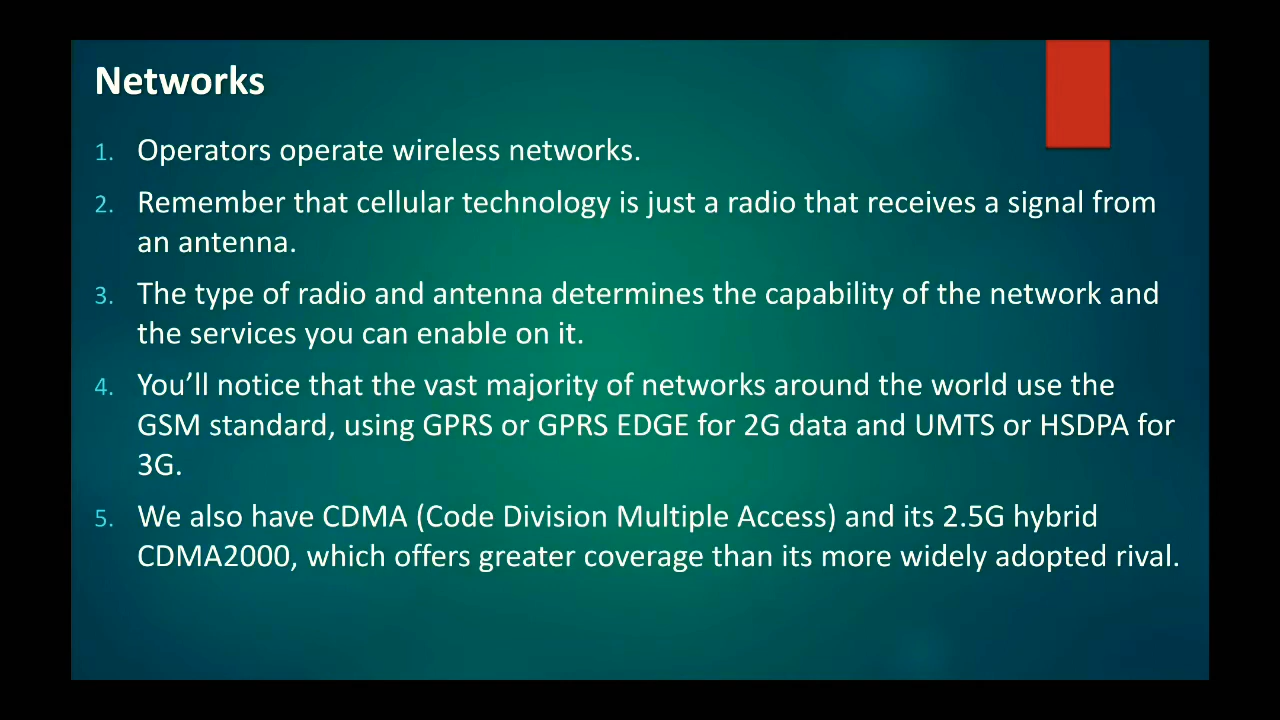 Networks
1. Operators operate wireless networks.
2. Remember that cellular technology is just a radio that receives a signal from
an antenna.
3. The type of radio and antenna determines the capability of the network and
the services you can enable on it.
4. You’ll notice that the vast majority of networks around the world use the
GSM standard, using GPRS or GPRS EDGE for 2G data and UMTS or HSDPA for
3G.
5. We also have CDMA (Code Division Multiple Access) and its 2.5G hybrid
CDMA2000, which offers greater coverage than its more widely adopted rival.